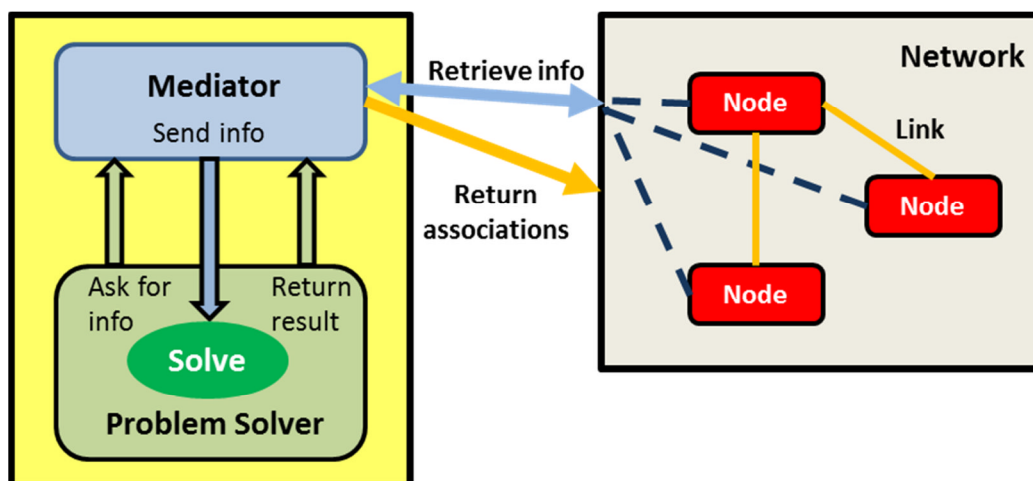 Mediator
Send info
Ask for
info
Return
result
Solve
Problem Solver
Retrieve info
Return
associations
Network
Node
Link
Node
Node